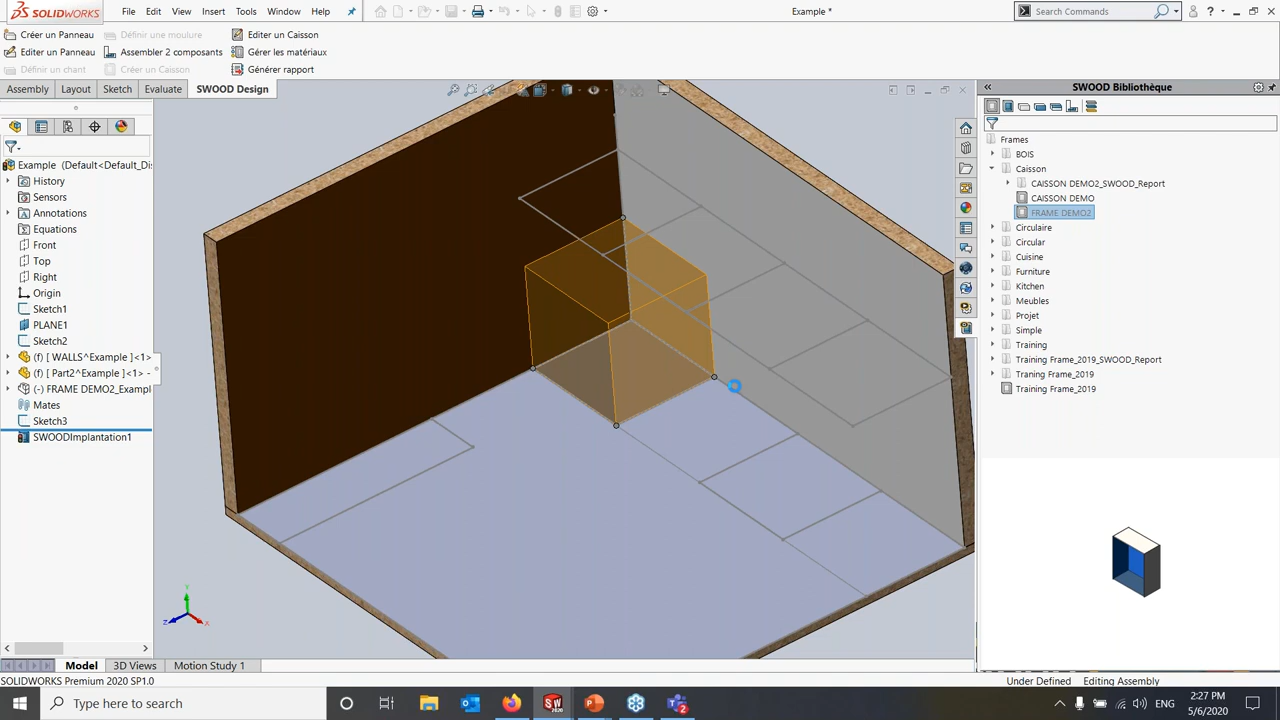 SOLIDWORKS File Edit View Insert Tools Window Help Example * Search Commands
Créer un Panneau Définir une moulure Editer un Caisson
Editer un Panneau Assembler 2 composants Gérer les matériaux
Définir un chant Créer un Caisson Générer rapport
Assembly Layout Sketch Evaluate SWOOD Design
SWOOD Bibliothèque
Example (Default<Default_Dis
History
Sensors
Annotations
Equations
Front
Top
Right
Origin
Sketch1
PLANE1
Sketch2
(f) [ WALLS^Example ]<1>
(f) [ Part2^Example ]<1> -
(-) FRAME DEMO2_Exampl
Mates
Sketch3
SWOODImplantation1
Frames
BOIS
Caisson
CAISSON DEMO2_SWOOD_Report
CAISSON DEMO
FRAME DEMO2
Circulaire
Circular
Cuisine
Furniture
Kitchen
Meubles
Projet
Simple
Training
Training Frame_2019_SWOOD_Report
Traning Frame_2019
Training Frame_2019
Y
X
Z
Model 3D Views Motion Study 1
SOLIDWORKS Premium 2020 SP1.0 Under Defined Editing Assembly
Type here to search ENG 2:27 PM
5/6/2020